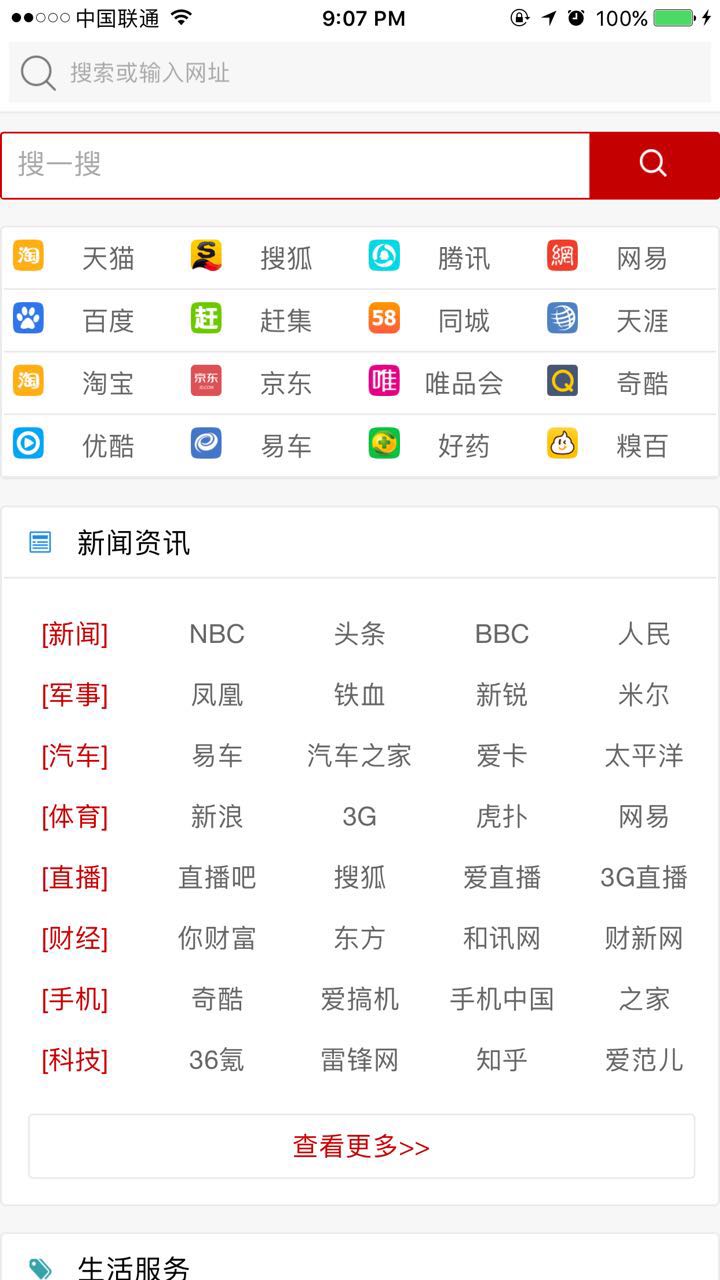 中国联通 9:07 PM 100%
搜索或输入网址
搜一搜
淘 天猫 S 搜狐 腾讯 網 网易
百度 赶 赶集 58 同城 天涯
淘 淘宝 京东 JD.COM 京东 唯 唯品会 Q 奇酷
优酷 易车 好药 糗百
新闻资讯
[新闻] NBC 头条 BBC 人民
[军事] 凤凰 铁血 新锐 米尔
[汽车] 易车 汽车之家 爱卡 太平洋
[体育] 新浪 3G 虎扑 网易
[直播] 直播吧 搜狐 爱直播 3G直播
[财经] 你财富 东方 和讯网 财新网
[手机] 奇酷 爱搞机 手机中国 之家
[科技] 36氪 雷锋网 知乎 爱范儿
查看更多>>
生活服务